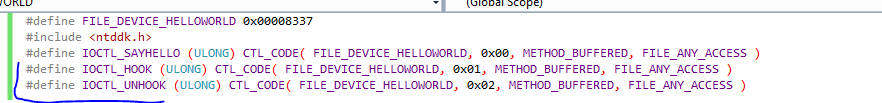 ORLD
(Global Scope)
#define FILE_DEVICE_HELLOWORLD 0x00008337
#include <ntddk.h>
#define IOCTL_SAYHELLO (ULONG) CTL_CODE( FILE_DEVICE_HELLOWORLD, 0x00, METHOD_BUFFERED, FILE_ANY_ACCESS )
#define IOCTL_HOOK (ULONG) CTL_CODE( FILE_DEVICE_HELLOWORLD, 0x01, METHOD_BUFFERED, FILE_ANY_ACCESS )
#define IOCTL_UNHOOK (ULONG) CTL_CODE( FILE_DEVICE_HELLOWORLD, 0x02, METHOD_BUFFERED, FILE_ANY_ACCESS )